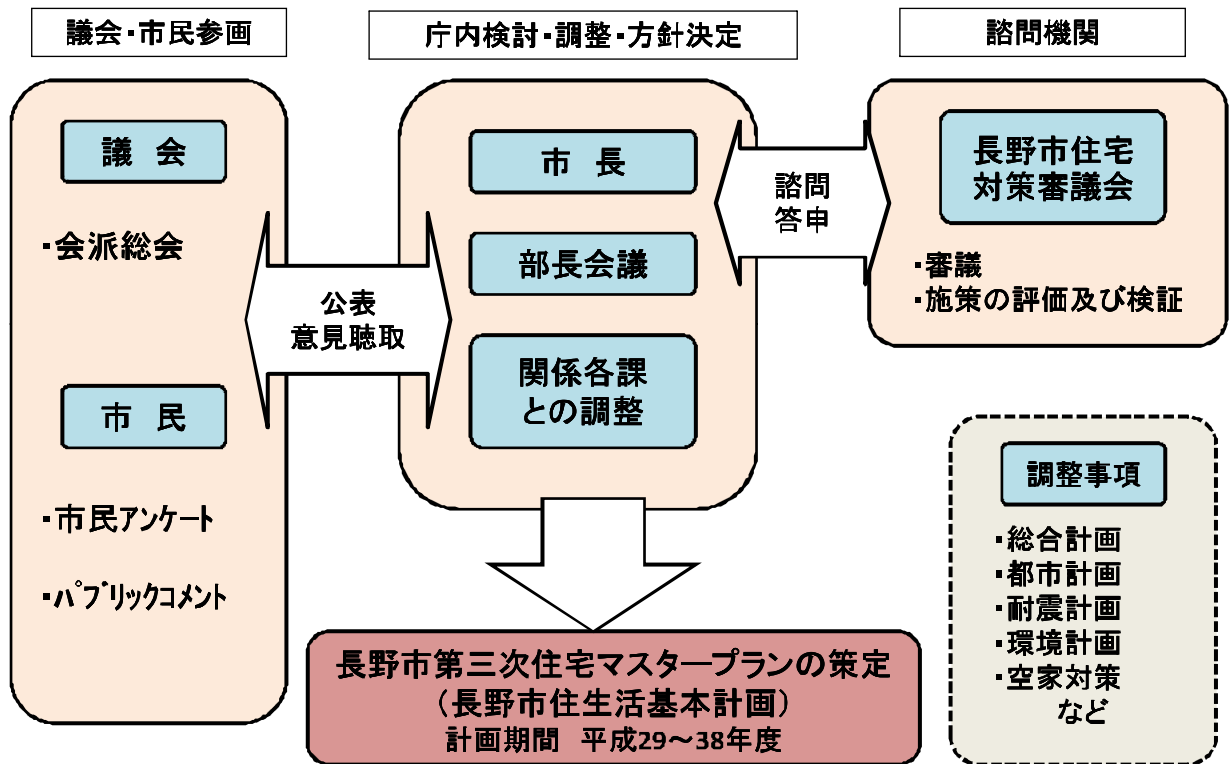 議会・市民参画
庁内検討・調整・方針決定
諮問機関
議　会
・会派総会
市　民
・市民アンケート
・パブリックコメント
公表
意見聴取
市　長
部長会議
関係各課
との調整
諮問
答申
長野市住宅
対策審議会
・審議
・施策の評価及び検証
調整事項
・総合計画
・都市計画
・耐震計画
・環境計画
・空家対策
など
長野市第三次住宅マスタープランの策定
（長野市住生活基本計画）
計画期間　平成29～38年度